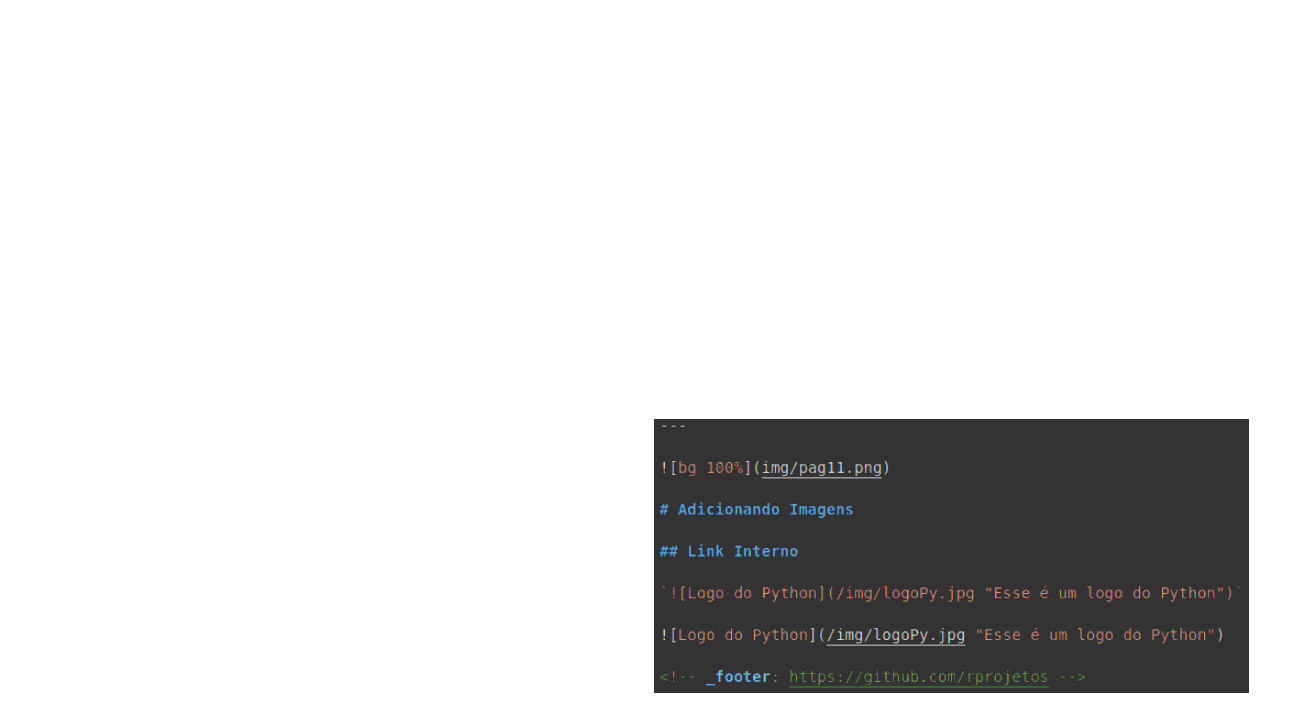 ---
![bg 100%](img/pag11.png)
# Adicionando Imagens
## Link Interno
`![Logo do Python](/img/logoPy.jpg "Esse é um logo do Python")`
![Logo do Python](/img/logoPy.jpg "Esse é um logo do Python")
<!-- _footer: https://github.com/rprojetos -->